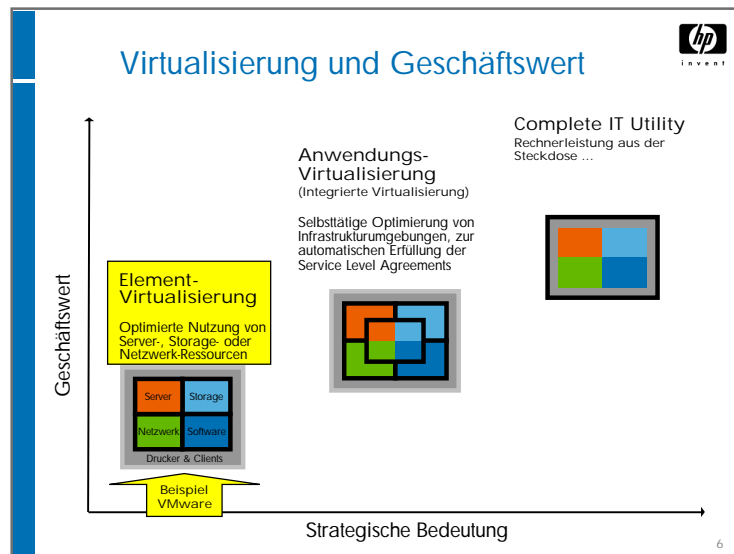 Virtualisierung und Geschäftswert
hp
invent
Complete IT Utility
Rechnerleistung aus der
Steckdose ...
Anwendungs-
Virtualisierung
(Integrierte Virtualisierung)
Selbsttätige Optimierung von
Infrastrukturumgebungen, zur
automatischen Erfüllung der
Service Level Agreements
Element-
Virtualisierung
Optimierte Nutzung von
Server-, Storage- oder
Netzwerk-Ressourcen
Server Storage
Netzwerk Software
Drucker & Clients
Beispiel
VMware
Geschäftswert
Strategische Bedeutung
6